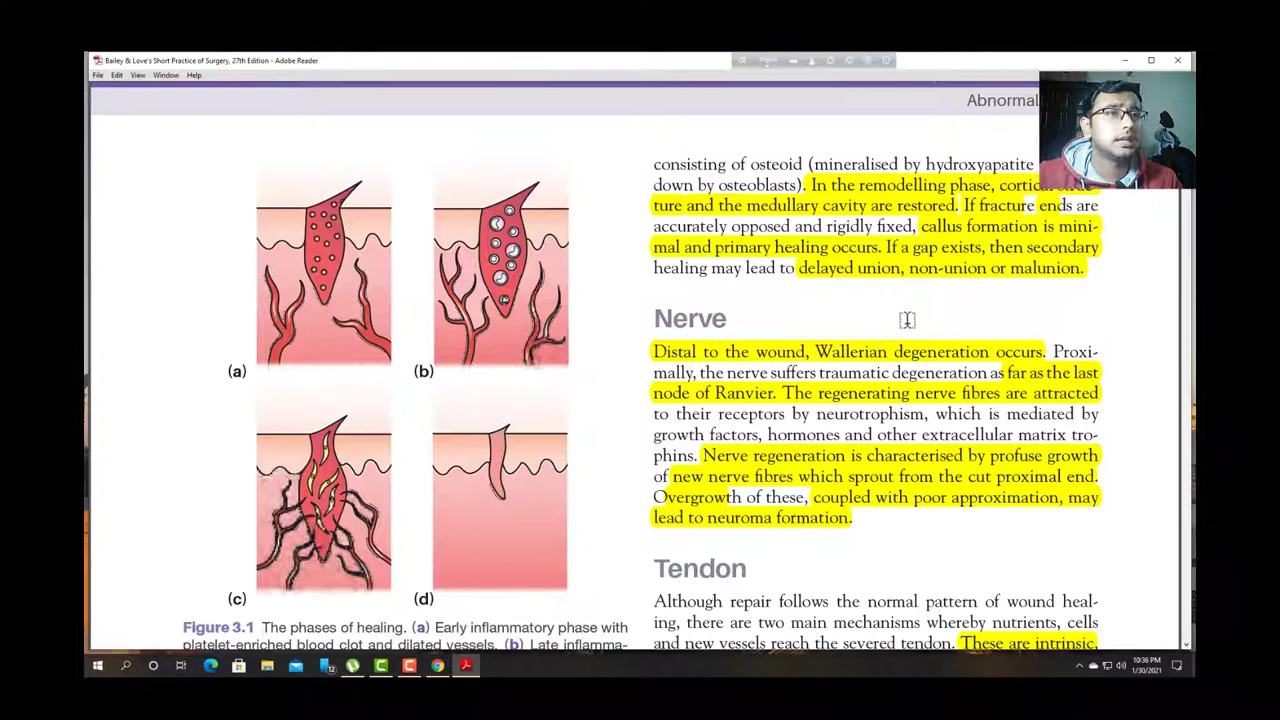 Bailey & Love's Short Practice of Surgery, 27th Edition - Adobe Reader
File Edit View Window Help
Abnormal
(a)
(b)
(c)
(d)
Figure 3.1 The phases of healing. (a) Early inflammatory phase with
platelet-enriched blood clot and dilated vessels. (b) Late inflamma-
consisting of osteoid (mineralised by hydroxyapatite
down by osteoblasts). In the remodelling phase, cortical
ture and the medullary cavity are restored. If fracture ends are
accurately opposed and rigidly fixed, callus formation is mini-
mal and primary healing occurs. If a gap exists, then secondary
healing may lead to delayed union, non-union or malunion.
Nerve
Distal to the wound, Wallerian degeneration occurs. Proxi-
mally, the nerve suffers traumatic degeneration as far as the last
node of Ranvier. The regenerating nerve fibres are attracted
to their receptors by neurotrophism, which is mediated by
growth factors, hormones and other extracellular matrix tro-
phins. Nerve regeneration is characterised by profuse growth
of new nerve fibres which sprout from the cut proximal end.
Overgrowth of these, coupled with poor approximation, may
lead to neuroma formation.
Tendon
Although repair follows the normal pattern of wound heal-
ing, there are two main mechanisms whereby nutrients, cells
and new vessels reach the severed tendon. These are intrinsic,
10:36 PM
1/30/2021